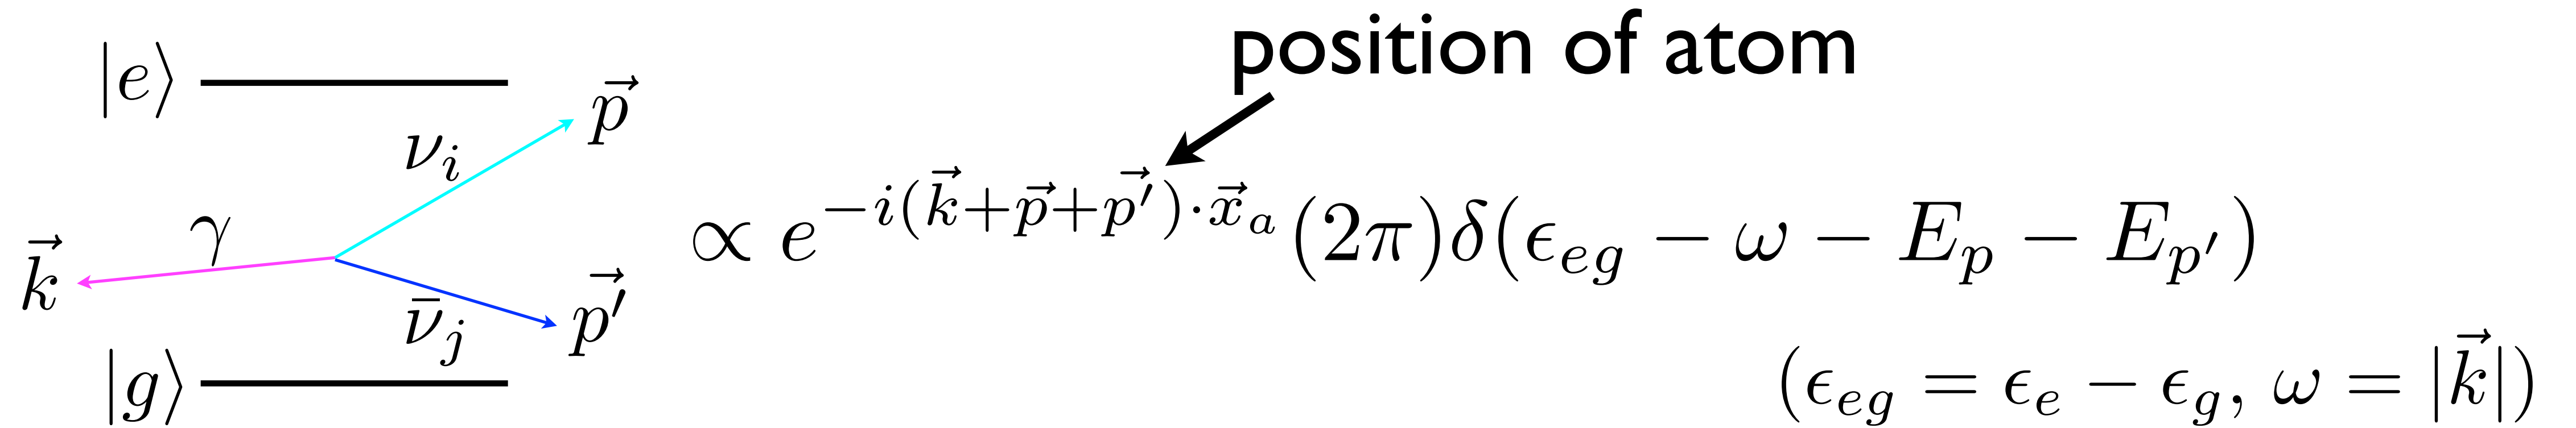 position of atom
|e⟩
p⃗
ν_i
∝ e^{−i(k⃗+p⃗+p⃗′)·x⃗_a}(2π)δ(ϵ_{eg} − ω − E_p − E_{p′})
γ
k⃗
ν̄_j
p⃗′
|g⟩
(ϵ_{eg} = ϵ_e − ϵ_g, ω = |k⃗|)